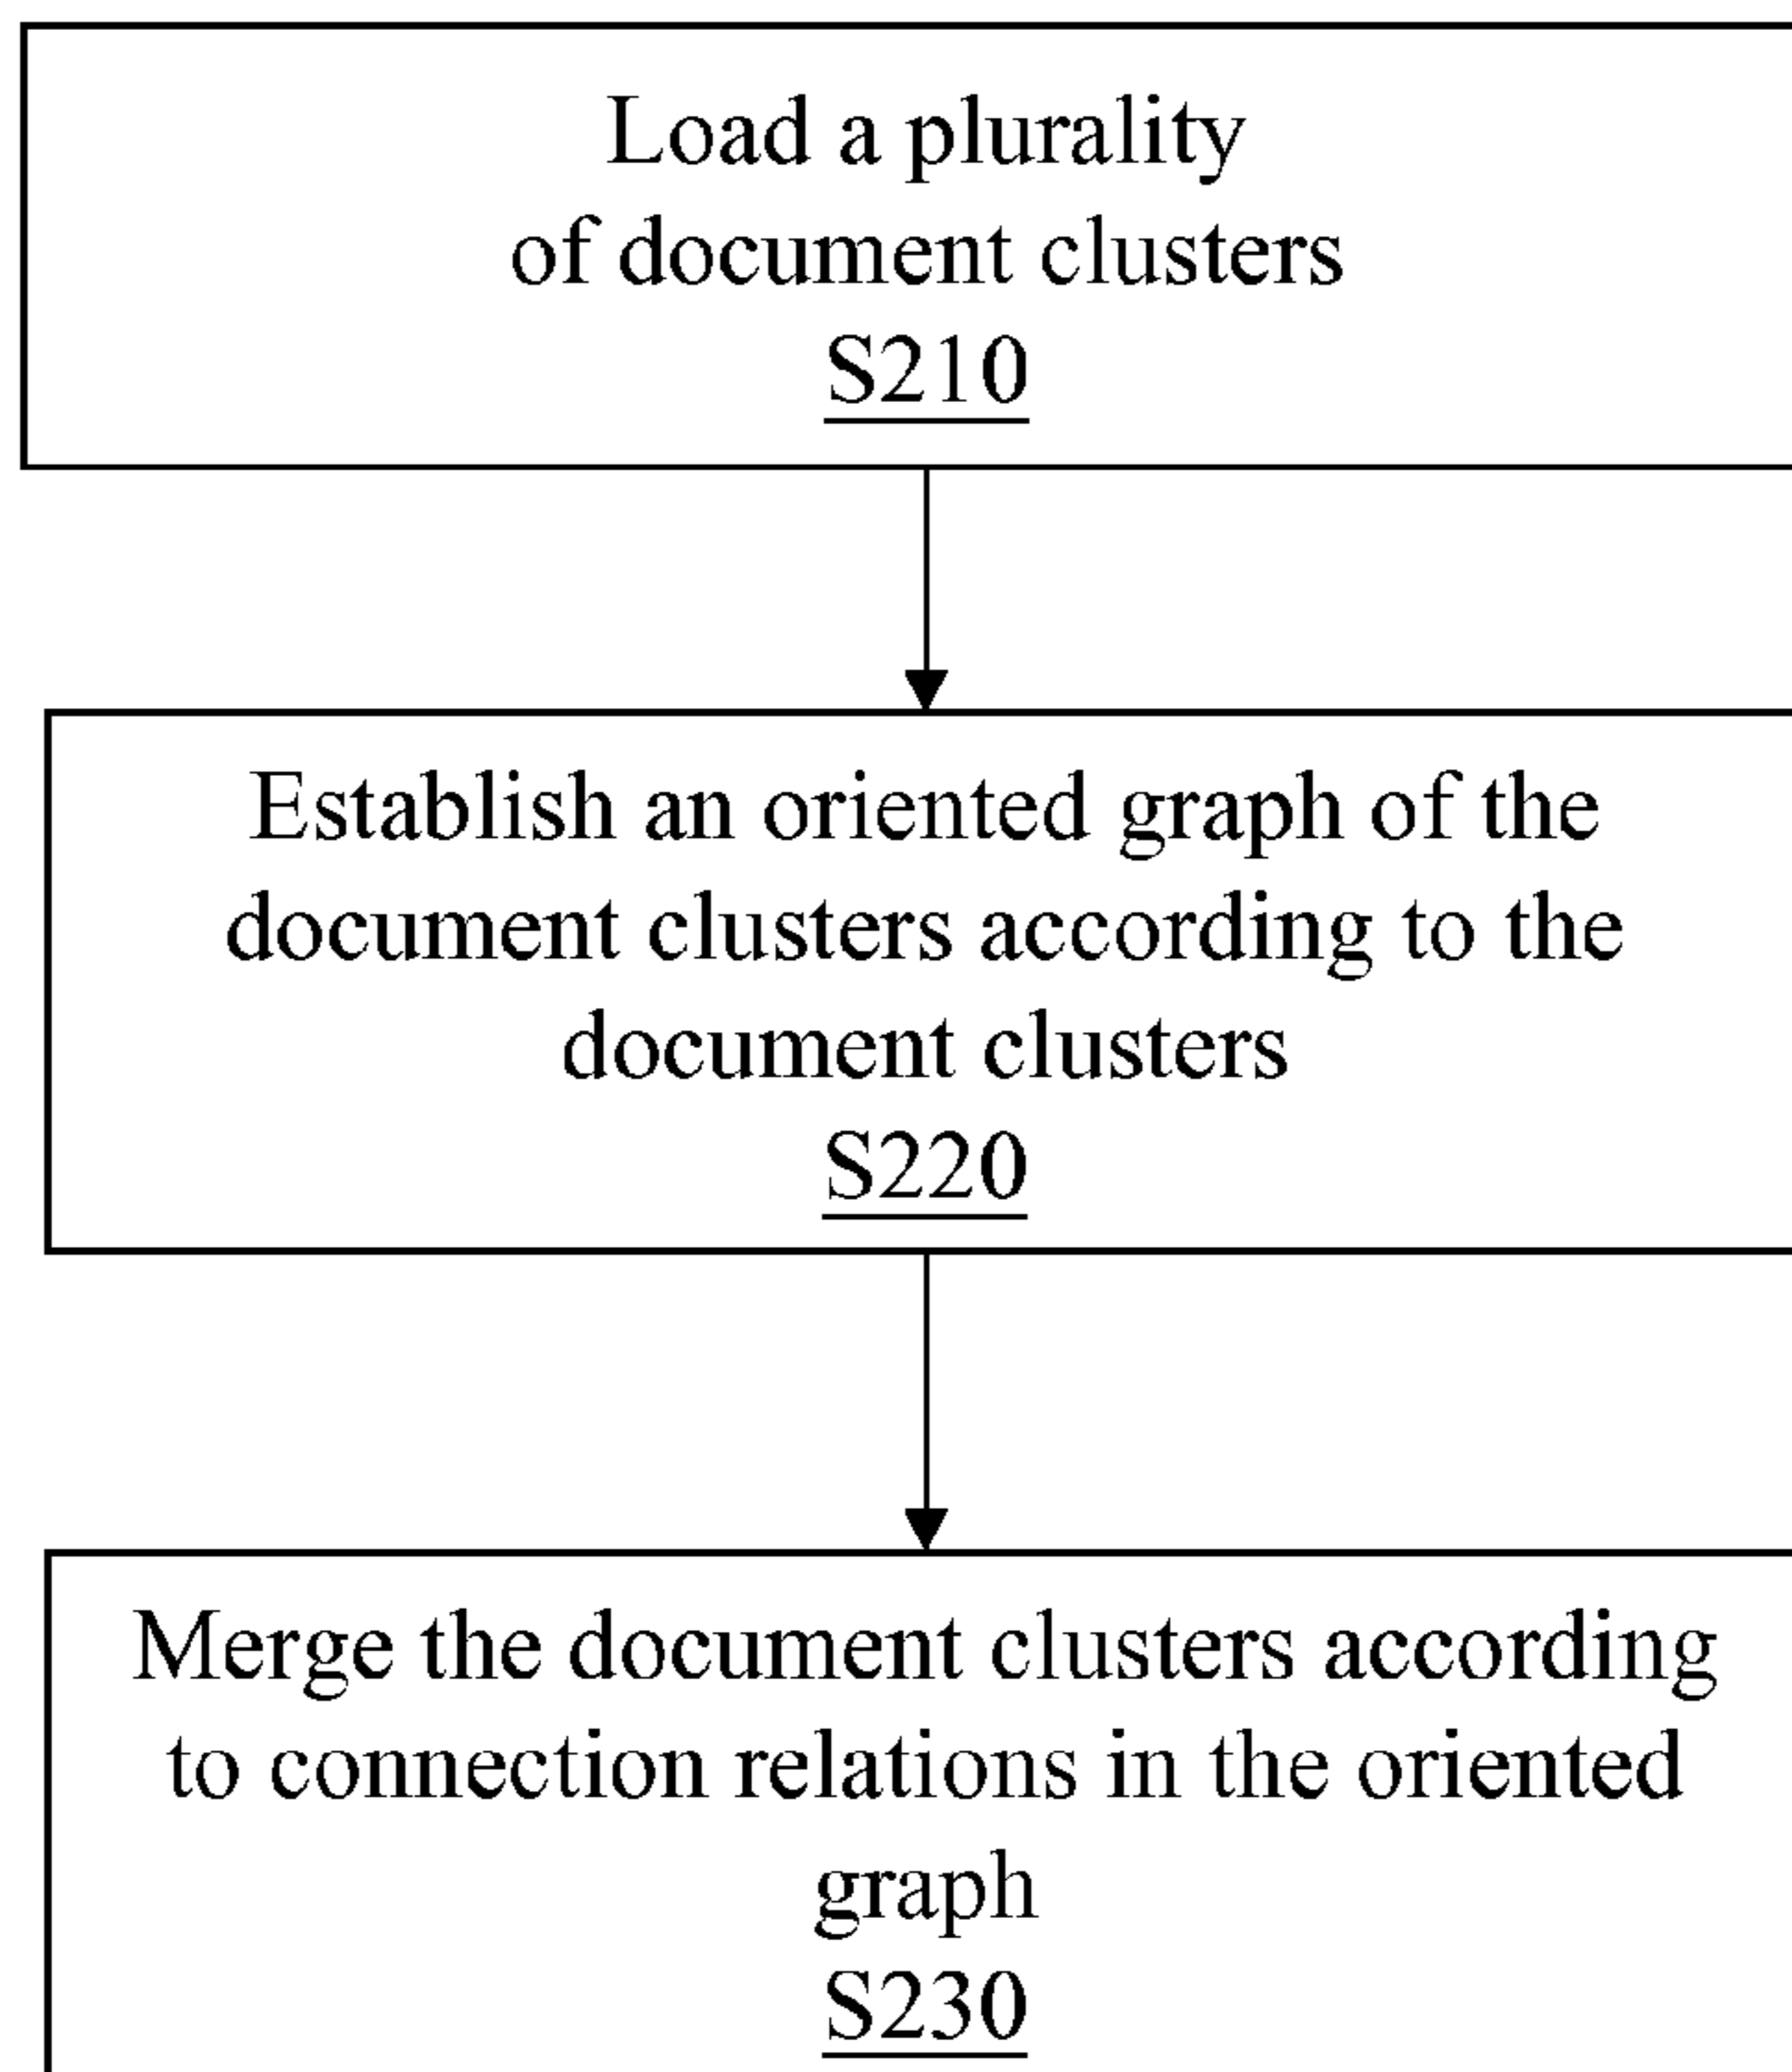 Load a plurality
of document clusters
S210
Establish an oriented graph of the
document clusters according to the
document clusters
S220
Merge the document clusters according
to connection relations in the oriented
graph
S230